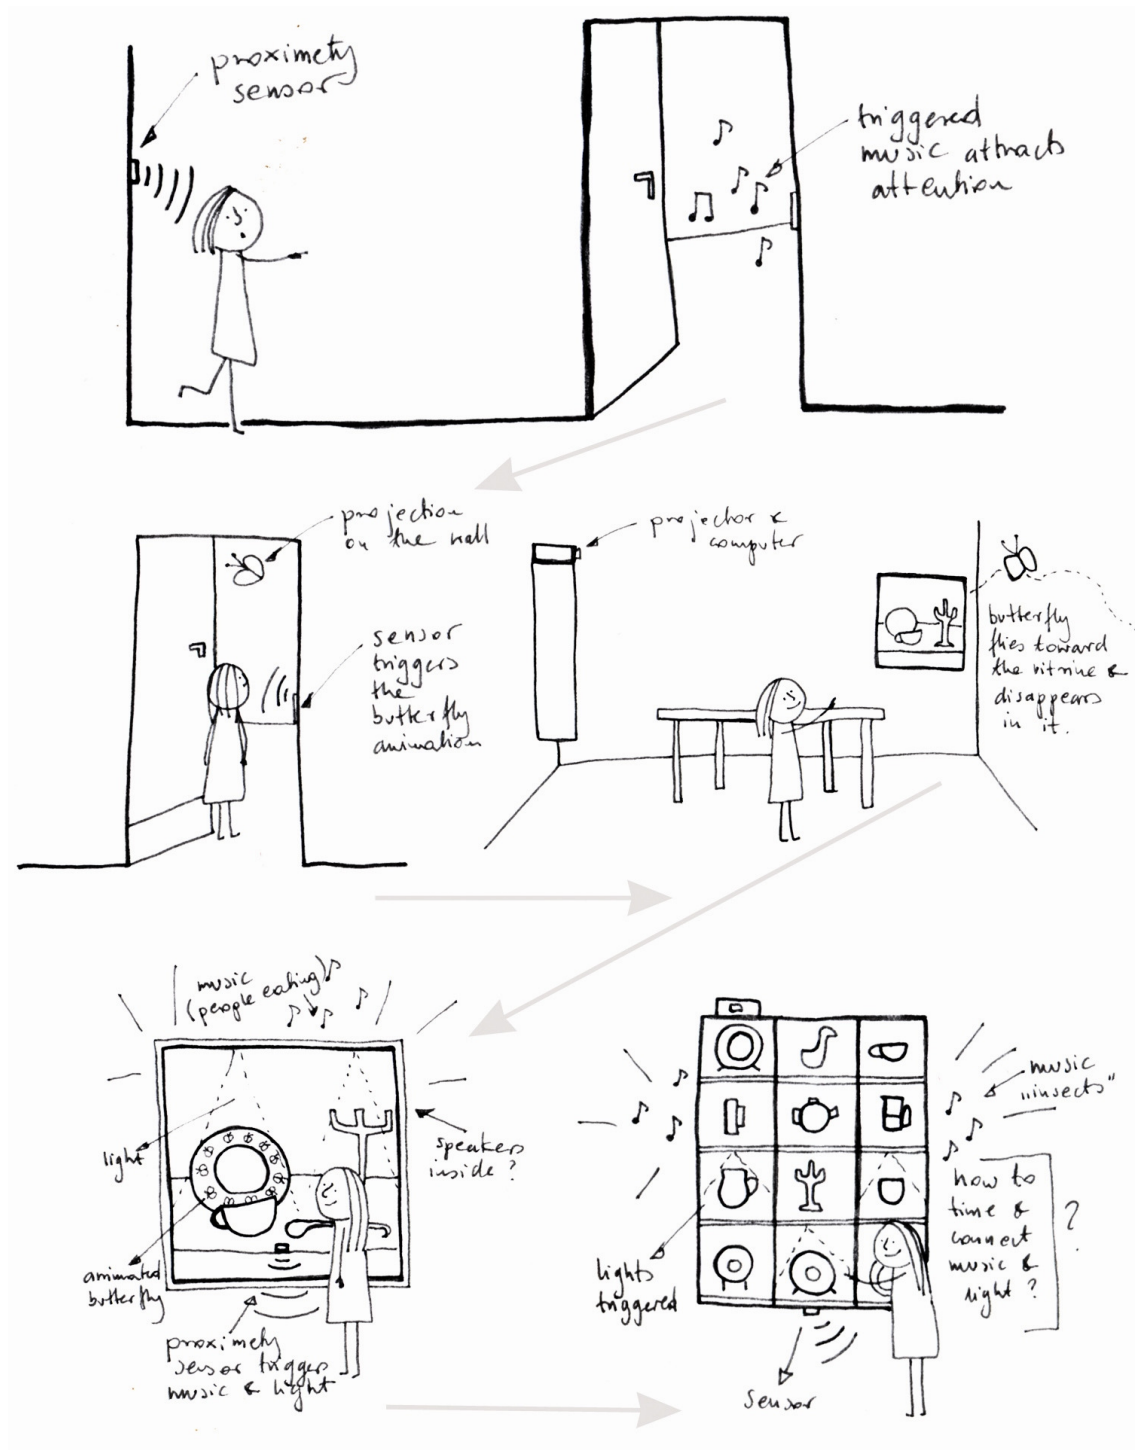 proximety
sensor
triggered
music attracts
attention
projection
on the wall
sensor
triggers
the
butterfly
animation
projector &
computer
butterfly
flies toward
the vitrine &
disappears
in it.
music
(people eating)
light
animated
butterfly
speakers
inside?
proximety
sensor triggers
music & light
music
„insects"
how to
time &
connect
music &
light?
?
lights
triggered
sensor